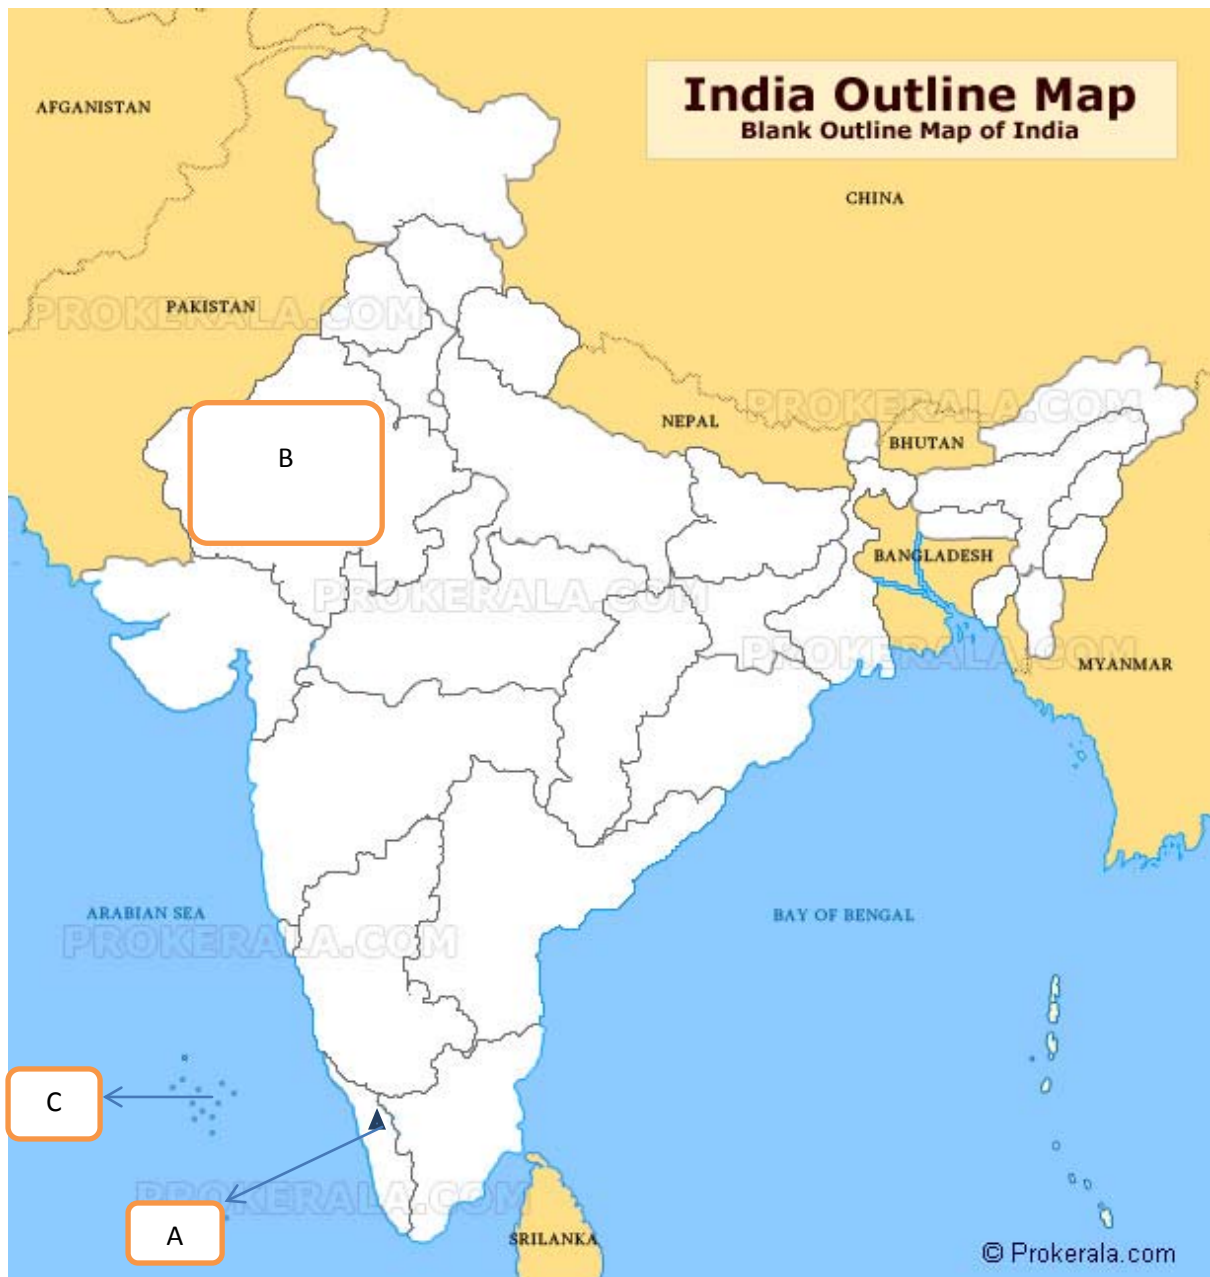 India Outline Map
Blank Outline Map of India
AFGANISTAN
CHINA
PROKERALA.COM
PAKISTAN
PROKERALA.COM
NEPAL
BHUTAN
B
BANGLADESH
PROKERALA.COM
PROKERALA.COM
MYANMAR
ARABIAN SEA
BAY OF BENGAL
PROKERALA.COM
C
PROKERALA.COM
A
SRILANKA
© Prokerala.com